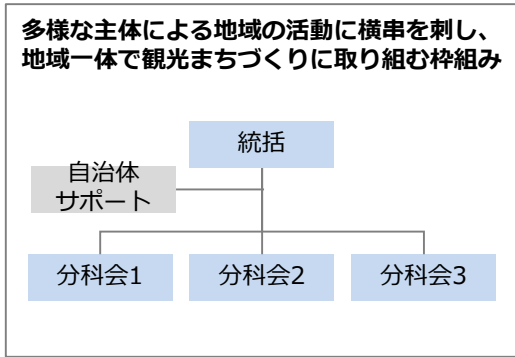 多様な主体による地域の活動に横串を刺し、
地域一体で観光まちづくりに取り組む枠組み
統括
自治体
サポート
分科会1
分科会2
分科会3